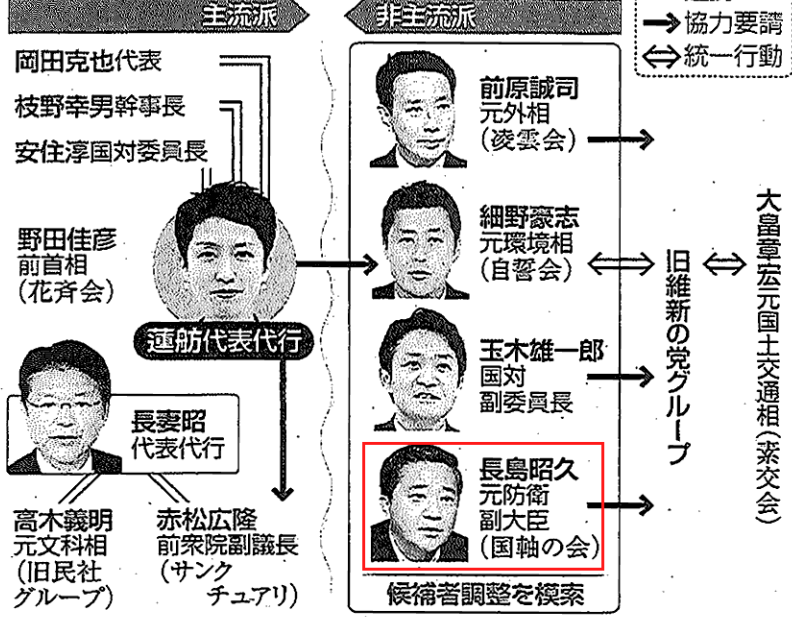 主流派
非主流派
協力要請
統一行動
岡田克也代表
枝野幸男幹事長
安住淳国対委員長
野田佳彦
前首相
(花斉会)
蓮舫代表代行
長妻昭
代表代行
高木義明
元文科相
(旧民社
グループ)
赤松広隆
前衆院副議長
(サンク
チュアリ)
前原誠司
元外相
(凌雲会)
細野豪志
元環境相
(自誓会)
玉木雄一郎
国対
副委員長
長島昭久
元防衛
副大臣
(国軸の会)
候補者調整を模索
旧維新の党グループ
大畠章宏元国土交通相(素交会)